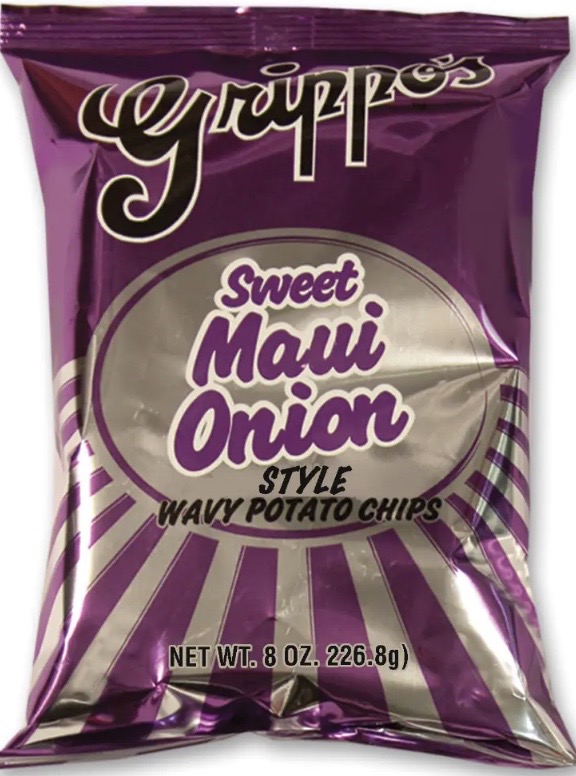 Grippo's
Sweet
Maui
Onion
STYLE
WAVY POTATO CHIPS
NET WT. 8 OZ. 226.8g)